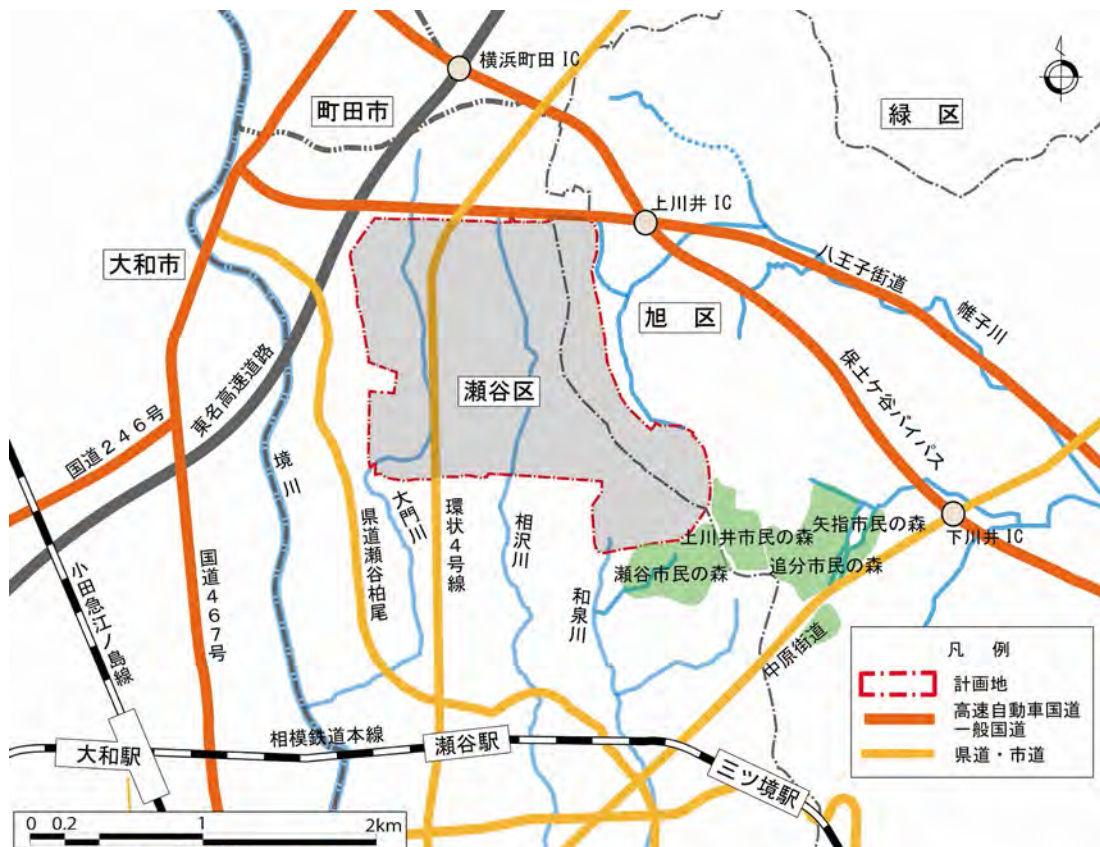 横浜町田 IC
町田市
緑 区
上川井 IC
大和市
八王子街道
帷子川
旭 区
瀬谷区
東名高速道路
国道２４６号
保土ケ谷バイパス
境川
県道瀬谷柏尾
大門川
環状４号線
相沢川
上川井市民の森
矢指市民の森
下川井 IC
瀬谷市民の森
追分市民の森
小田急江ノ島線
国道４６７号
和泉川
中原街道
凡 例
計画地
高速自動車国道
一般国道
県道・市道
相模鉄道本線
瀬谷駅
大和駅
三ツ境駅
0 0.2 1 2km